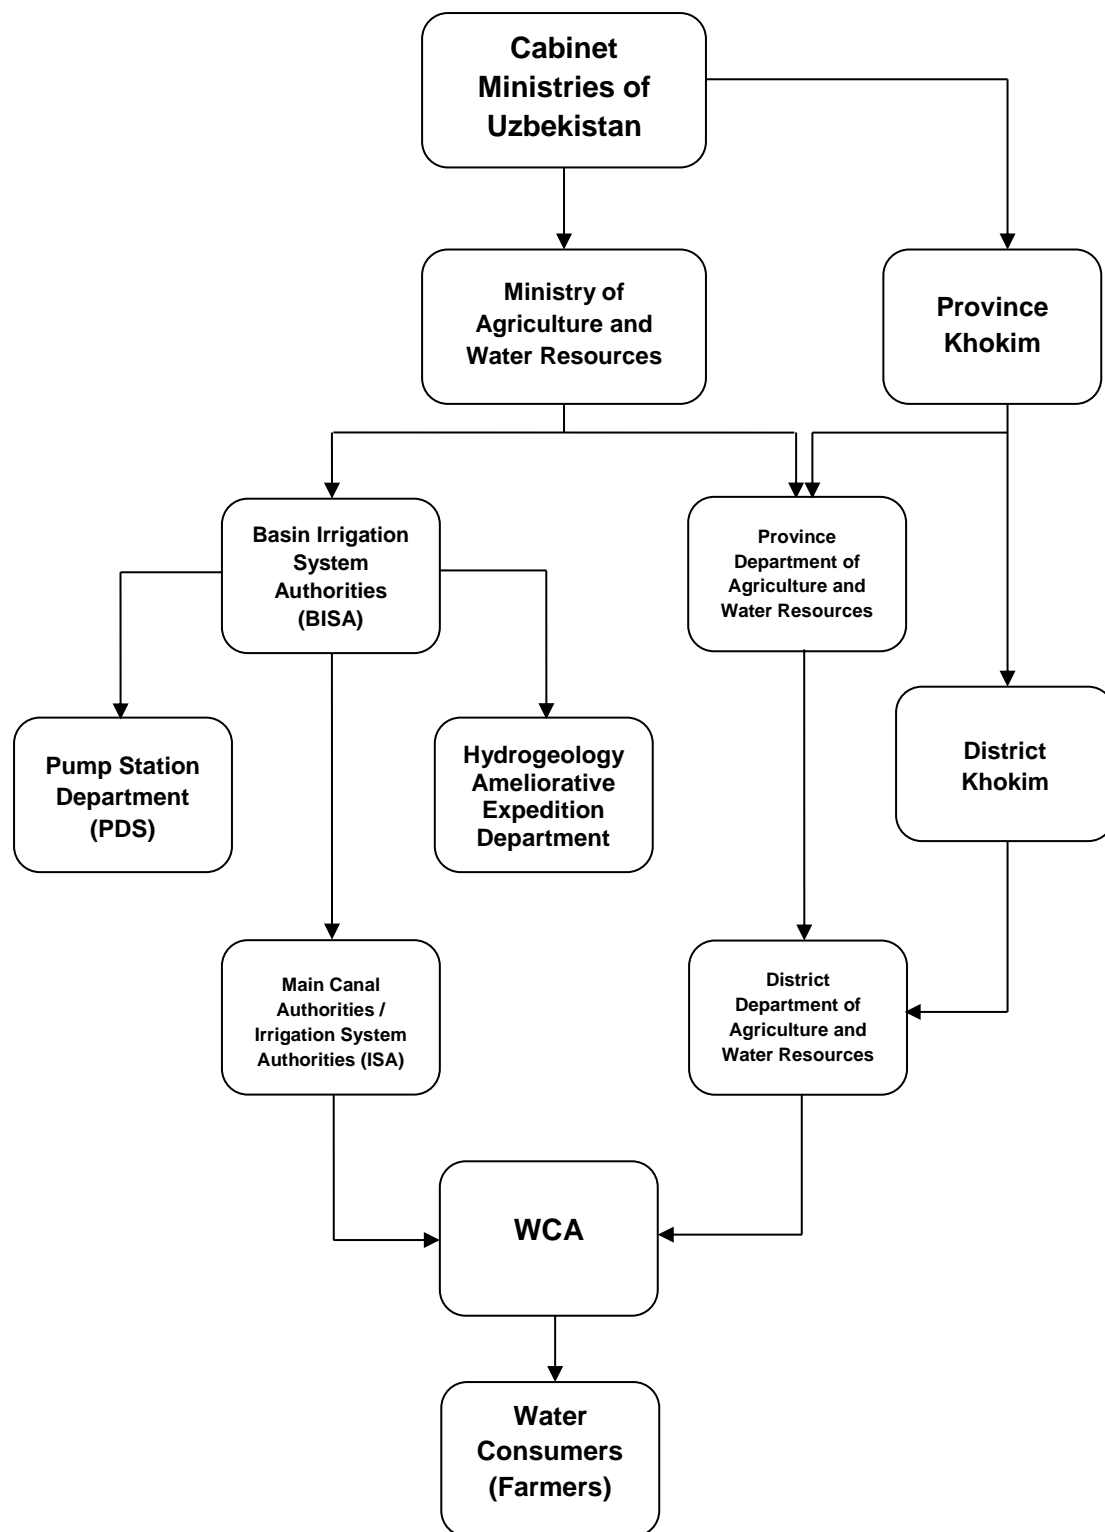 Cabinet
Ministries of
Uzbekistan
Ministry of
Agriculture and
Water Resources
Province
Khokim
Basin Irrigation
System
Authorities
(BISA)
Province
Department of
Agriculture and
Water Resources
Pump Station
Department
(PDS)
Hydrogeology
Ameliorative
Expedition
Department
District
Khokim
Main Canal
Authorities /
Irrigation System
Authorities (ISA)
District
Department of
Agriculture and
Water Resources
WCA
Water
Consumers
(Farmers)